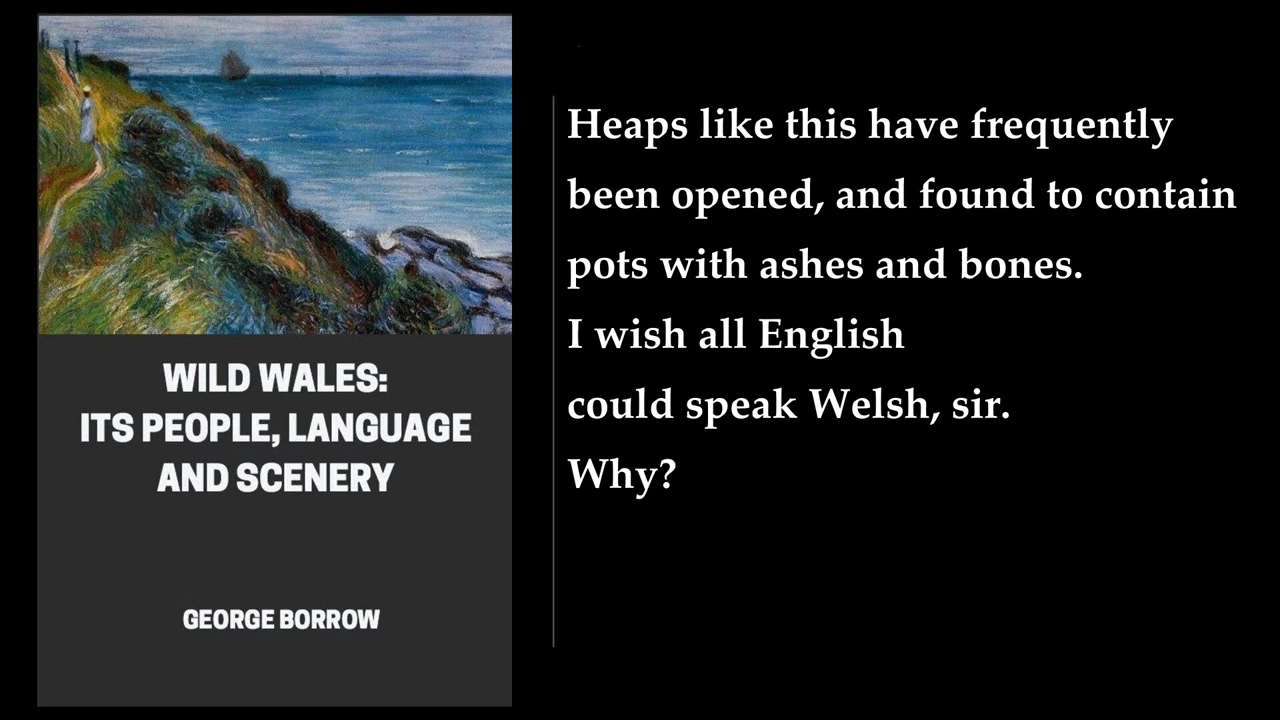 WILD WALES:
ITS PEOPLE, LANGUAGE
AND SCENERY
GEORGE BORROW
Heaps like this have frequently
been opened, and found to contain
pots with ashes and bones.
I wish all English
could speak Welsh, sir.
Why?